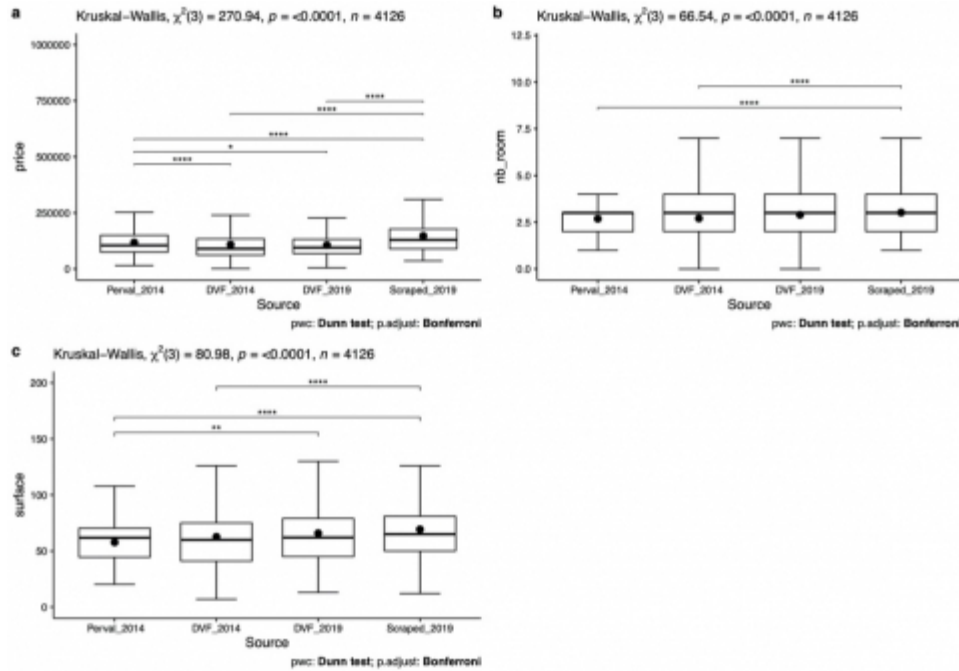 a
Kruskal–Wallis, χ²(3) = 270.94, p = <0.0001, n = 4126
1000000
750000
500000
250000
0
price
****
****
****
*
****
Perval_2014 DVF_2014 DVF_2019 Scraped_2019
Source
pwc: Dunn test; p.adjust: Bonferroni
b
Kruskal–Wallis, χ²(3) = 66.54, p = <0.0001, n = 4126
12.5
10.0
7.5
5.0
2.5
0.0
nb_room
****
****
Perval_2014 DVF_2014 DVF_2019 Scraped_2019
Source
pwc: Dunn test; p.adjust: Bonferroni
c
Kruskal–Wallis, χ²(3) = 80.98, p = <0.0001, n = 4126
200
150
100
50
0
surface
****
****
**
Perval_2014 DVF_2014 DVF_2019 Scraped_2019
Source
pwc: Dunn test; p.adjust: Bonferroni